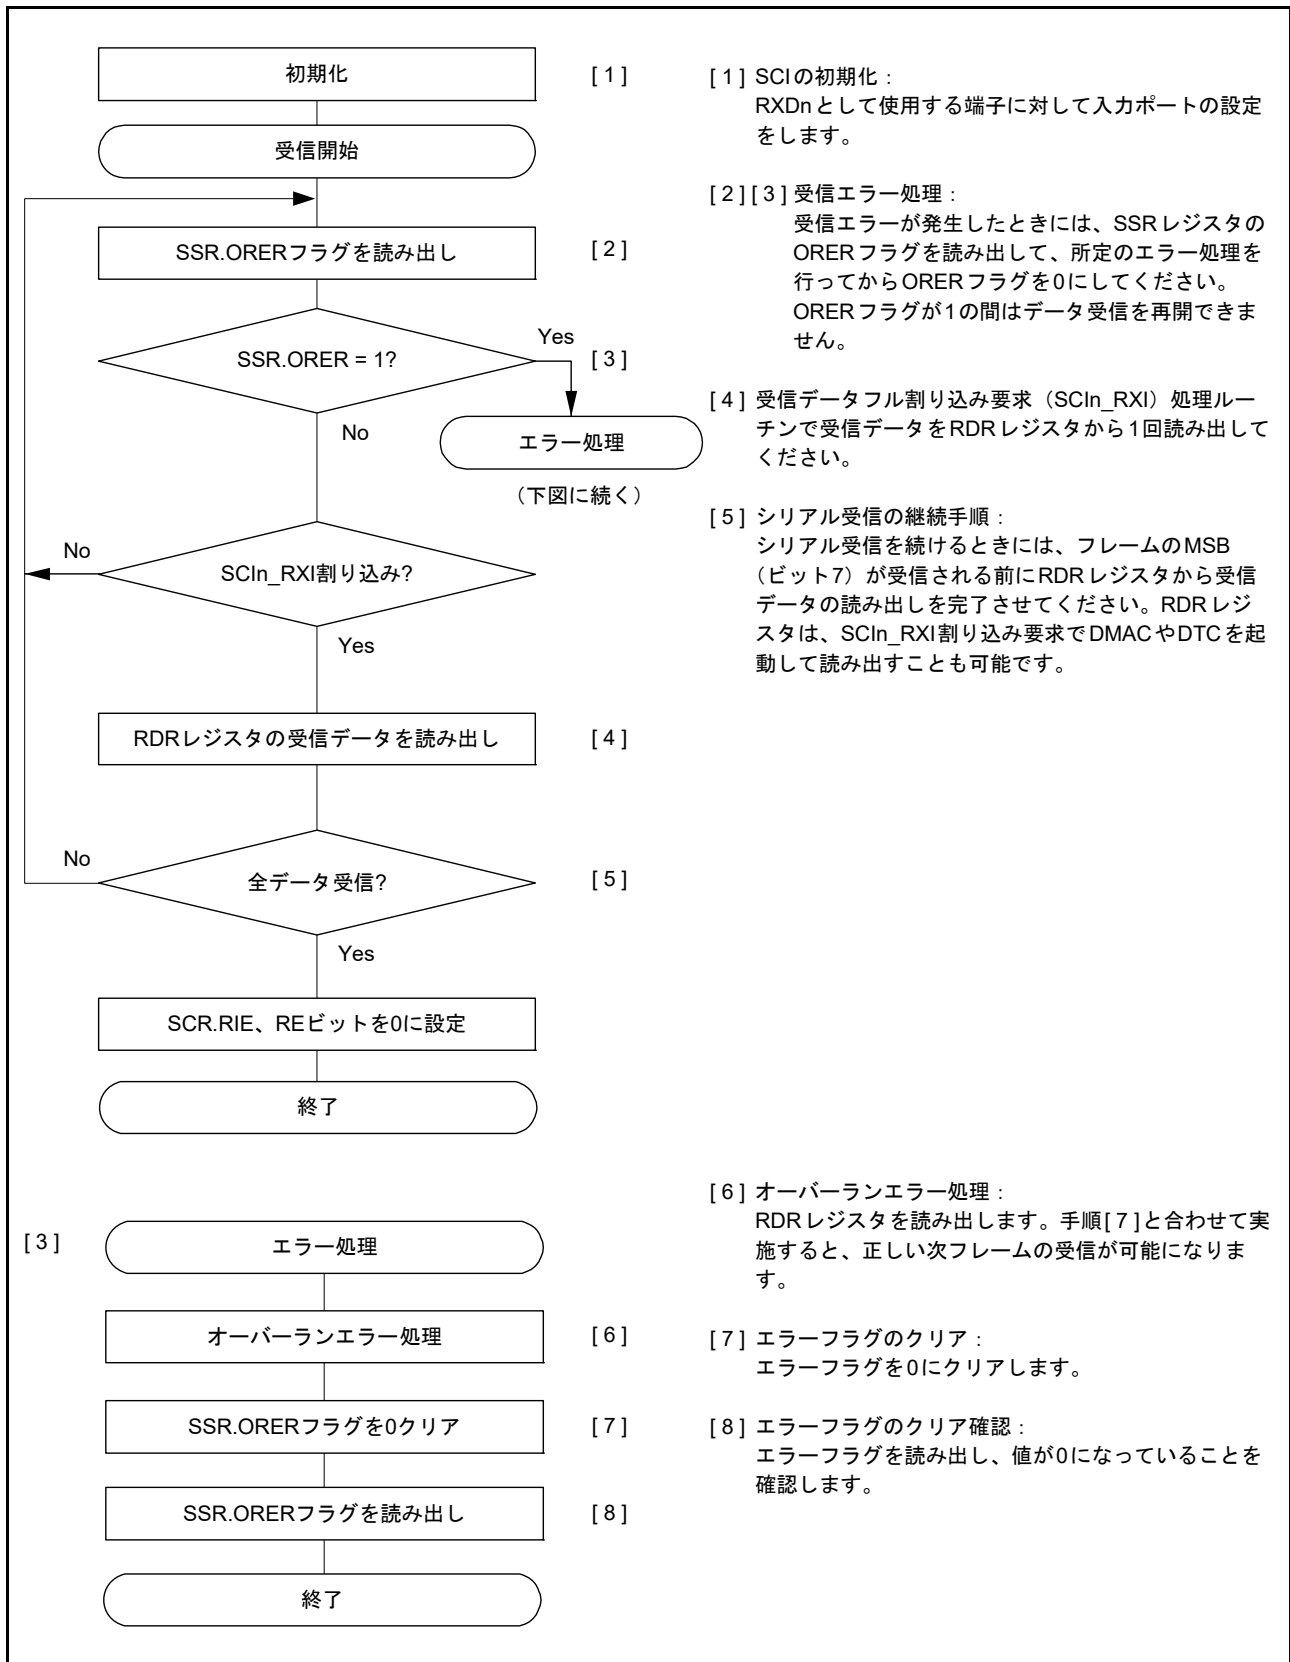 初期化
[ 1 ]
受信開始
SSR.ORERフラグを読み出し
[ 2 ]
SSR.ORER = 1?
Yes
[ 3 ]
No
エラー処理
（下図に続く）
No
SCIn_RXI割り込み?
Yes
RDRレジスタの受信データを読み出し
[ 4 ]
No
全データ受信?
[ 5 ]
Yes
SCR.RIE、REビットを0に設定
終了
[ 1 ] SCIの初期化：
RXDnとして使用する端子に対して入力ポートの設定
をします。
[ 2 ] [ 3 ] 受信エラー処理：
受信エラーが発生したときには、SSRレジスタの
ORERフラグを読み出して、所定のエラー処理を
行ってからORERフラグを0にしてください。
ORERフラグが1の間はデータ受信を再開できま
せん。
[ 4 ] 受信データフル割り込み要求（SCIn_RXI）処理ルー
チンで受信データをRDRレジスタから1回読み出して
ください。
[ 5 ] シリアル受信の継続手順：
シリアル受信を続けるときには、フレームのMSB
（ビット7）が受信される前にRDRレジスタから受信
データの読み出しを完了させてください。RDRレジ
スタは、SCIn_RXI割り込み要求でDMACやDTCを起
動して読み出すことも可能です。
[ 3 ]
エラー処理
オーバーランエラー処理
[ 6 ]
SSR.ORERフラグを0クリア
[ 7 ]
SSR.ORERフラグを読み出し
[ 8 ]
終了
[ 6 ] オーバーランエラー処理：
RDRレジスタを読み出します。手順[ 7 ]と合わせて実
施すると、正しい次フレームの受信が可能になりま
す。
[ 7 ] エラーフラグのクリア：
エラーフラグを0にクリアします。
[ 8 ] エラーフラグのクリア確認：
エラーフラグを読み出し、値が0になっていることを
確認します。